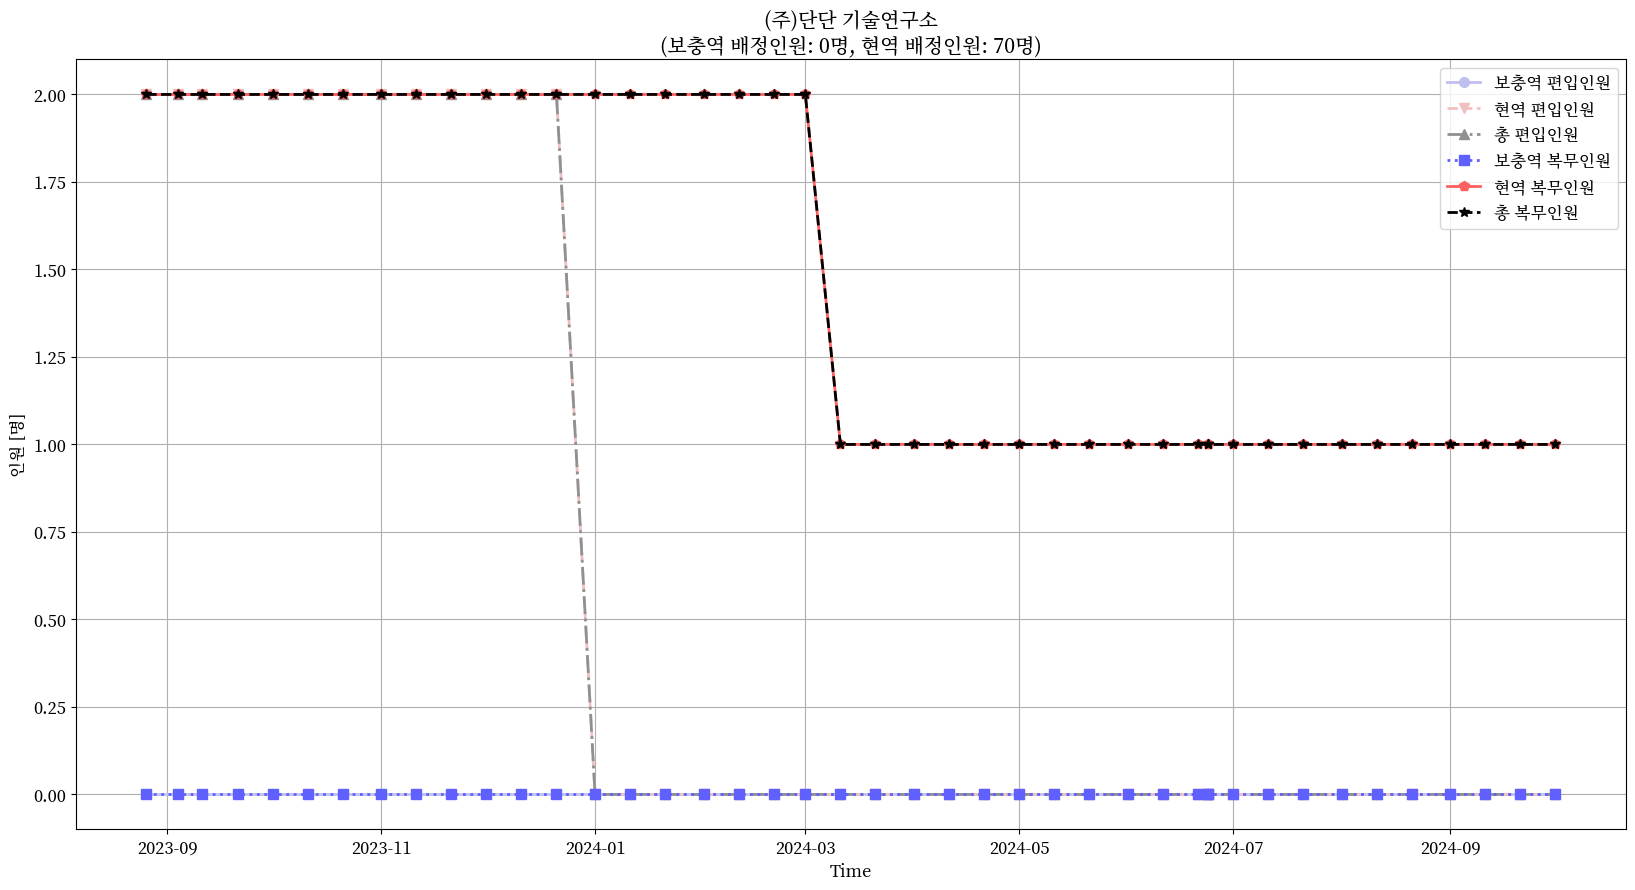 (주)단단 기술연구소
(보충역 배정인원: 0명, 현역 배정인원: 70명)
보충역 편입인원
현역 편입인원
총 편입인원
보충역 복무인원
현역 복무인원
총 복무인원
인원 [명]
2.00
1.75
1.50
1.25
1.00
0.75
0.50
0.25
0.00
2023-09 2023-11 2024-01 2024-03 2024-05 2024-07 2024-09
Time